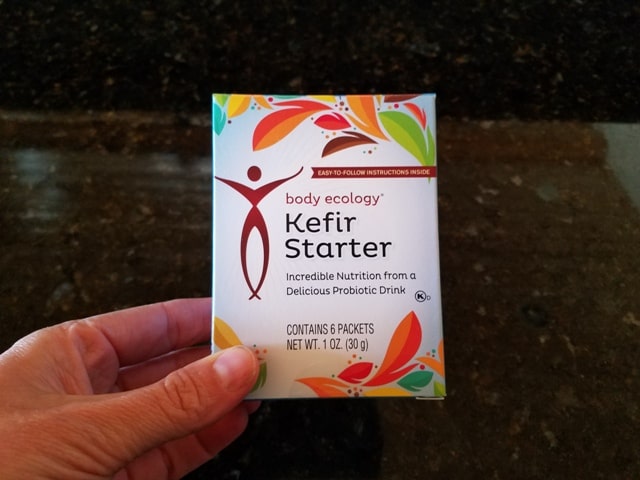 EASY-TO-FOLLOW INSTRUCTIONS INSIDE
body ecology®
Kefir
Starter
Incredible Nutrition from a
Delicious Probiotic Drink
K D
CONTAINS 6 PACKETS
NET WT. 1 OZ. (30 g)